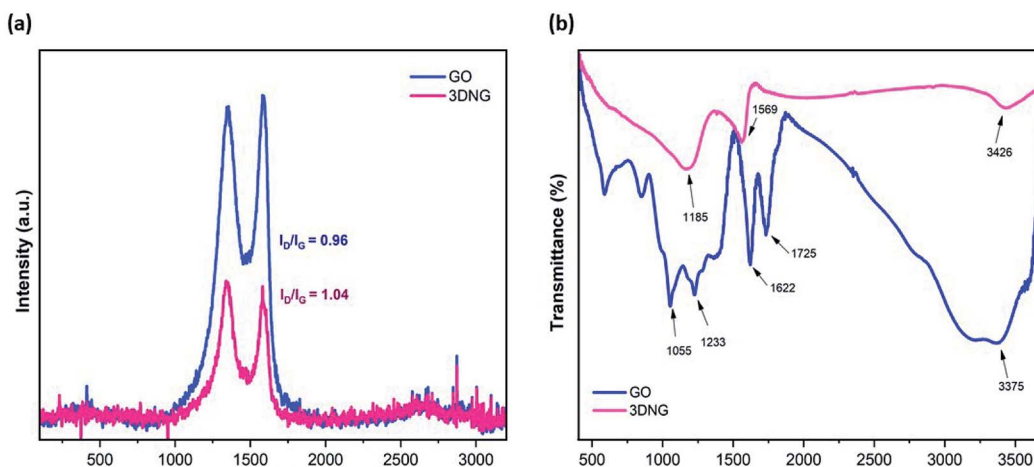 (a)
GO
3DNG
I_D/I_G = 0.96
I_D/I_G = 1.04
Intensity (a.u.)
500 1000 1500 2000 2500 3000
(b)
1569
3426
1185
1725
1622
1055
1233
3375
GO
3DNG
Transmittance (%)
500 1000 1500 2000 2500 3000 3500